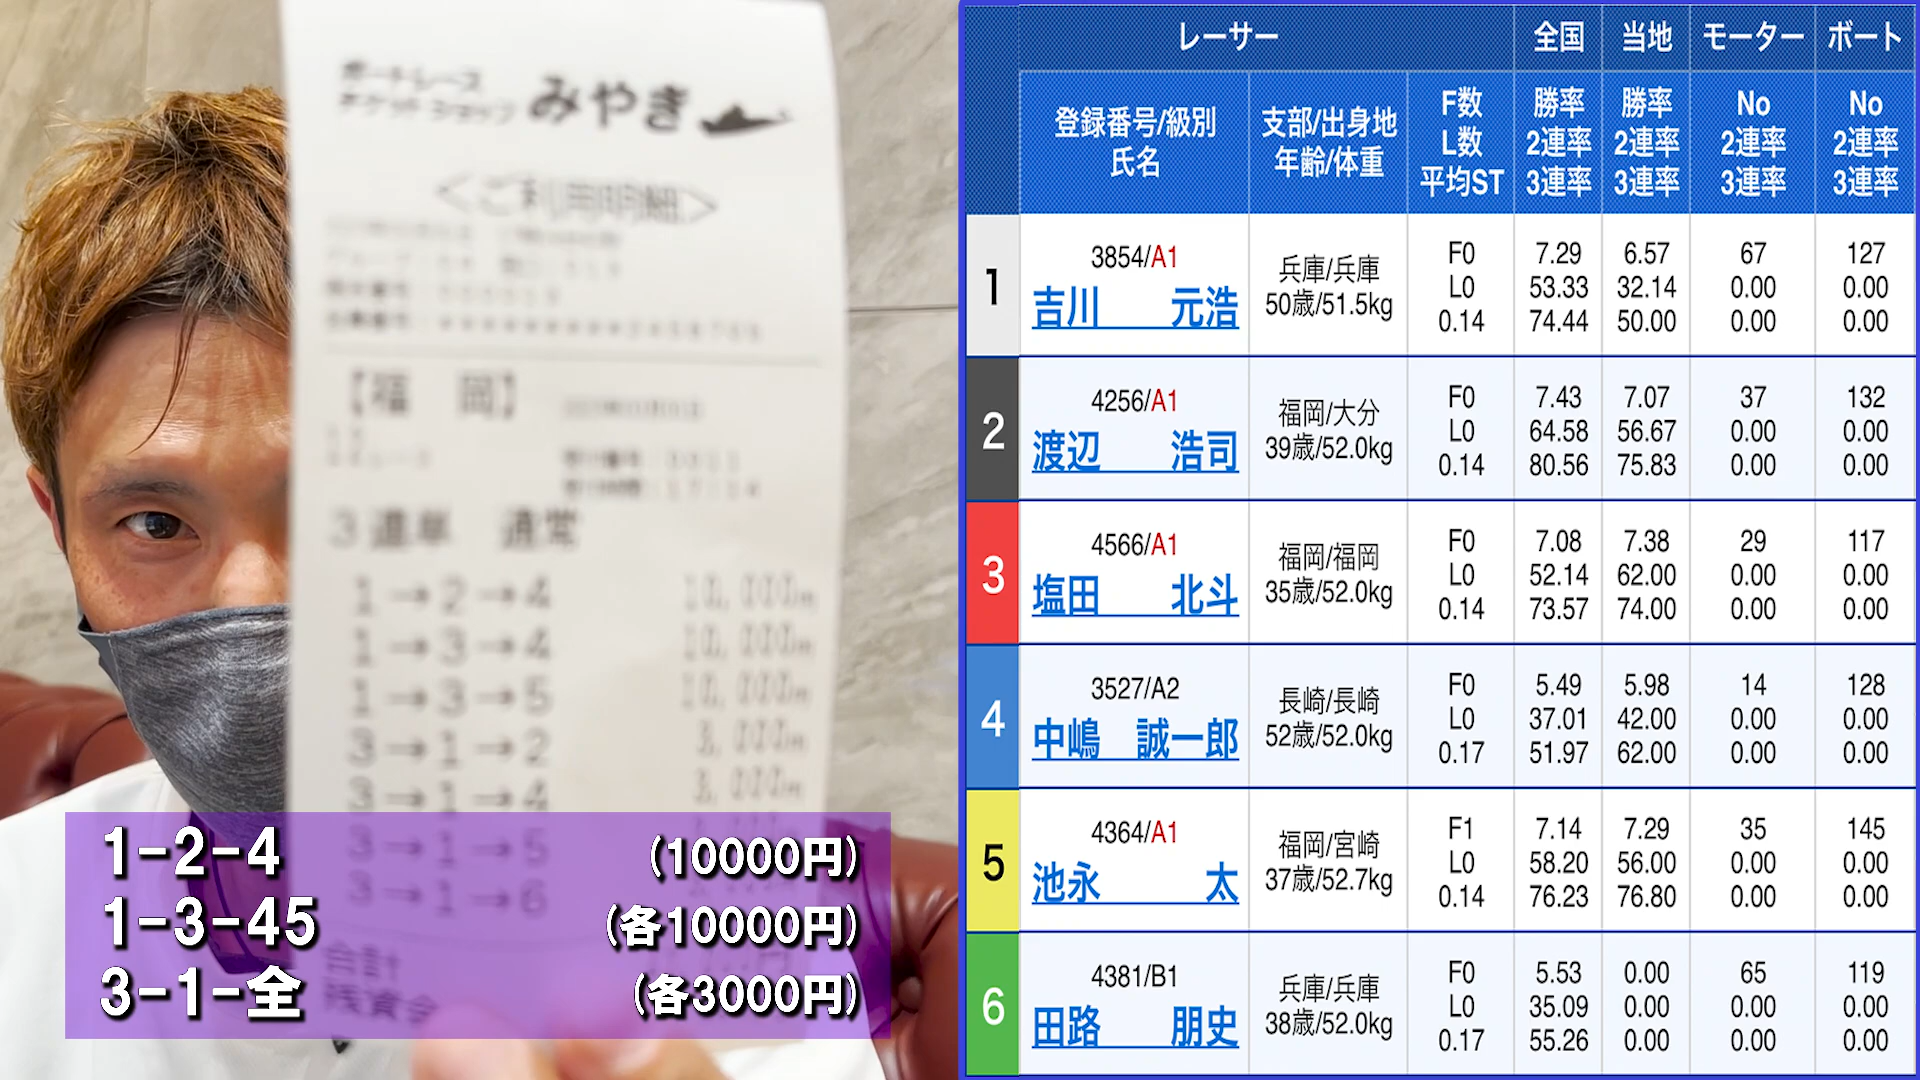 ボートレース
チケットショップ みやぎ
<ご利用明細>
【福 岡】
3連単 通常
1→2→4 10,000円
1→3→4 10,000円
1→3→5 10,000円
3→1→2 3,000円
3→1→4 3,000円
3→1→5
3→1→6
合計
残資金
1-2-4 (10000円)
1-3-45 (各10000円)
3-1-全 (各3000円)
レーサー 全国 当地 モーター ボート
登録番号/級別 氏名 支部/出身地 年齢/体重 F数 L数 平均ST 勝率 2連率 3連率 勝率 2連率 3連率 No 2連率 3連率 No 2連率 3連率
1 3854/A1 吉川 元浩 兵庫/兵庫 50歳/51.5kg F0 L0 0.14 7.29 53.33 74.44 6.57 32.14 50.00 67 0.00 0.00 127 0.00 0.00
2 4256/A1 渡辺 浩司 福岡/大分 39歳/52.0kg F0 L0 0.14 7.43 64.58 80.56 7.07 56.67 75.83 37 0.00 0.00 132 0.00 0.00
3 4566/A1 塩田 北斗 福岡/福岡 35歳/52.0kg F0 L0 0.14 7.08 52.14 73.57 7.38 62.00 74.00 29 0.00 0.00 117 0.00 0.00
4 3527/A2 中嶋 誠一郎 長崎/長崎 52歳/52.0kg F0 L0 0.17 5.49 37.01 51.97 5.98 42.00 62.00 14 0.00 0.00 128 0.00 0.00
5 4364/A1 池永 太 福岡/宮崎 37歳/52.7kg F1 L0 0.14 7.14 58.20 76.23 7.29 56.00 76.80 35 0.00 0.00 145 0.00 0.00
6 4381/B1 田路 朋史 兵庫/兵庫 38歳/52.0kg F0 L0 0.17 5.53 35.09 55.26 0.00 0.00 0.00 65 0.00 0.00 119 0.00 0.00